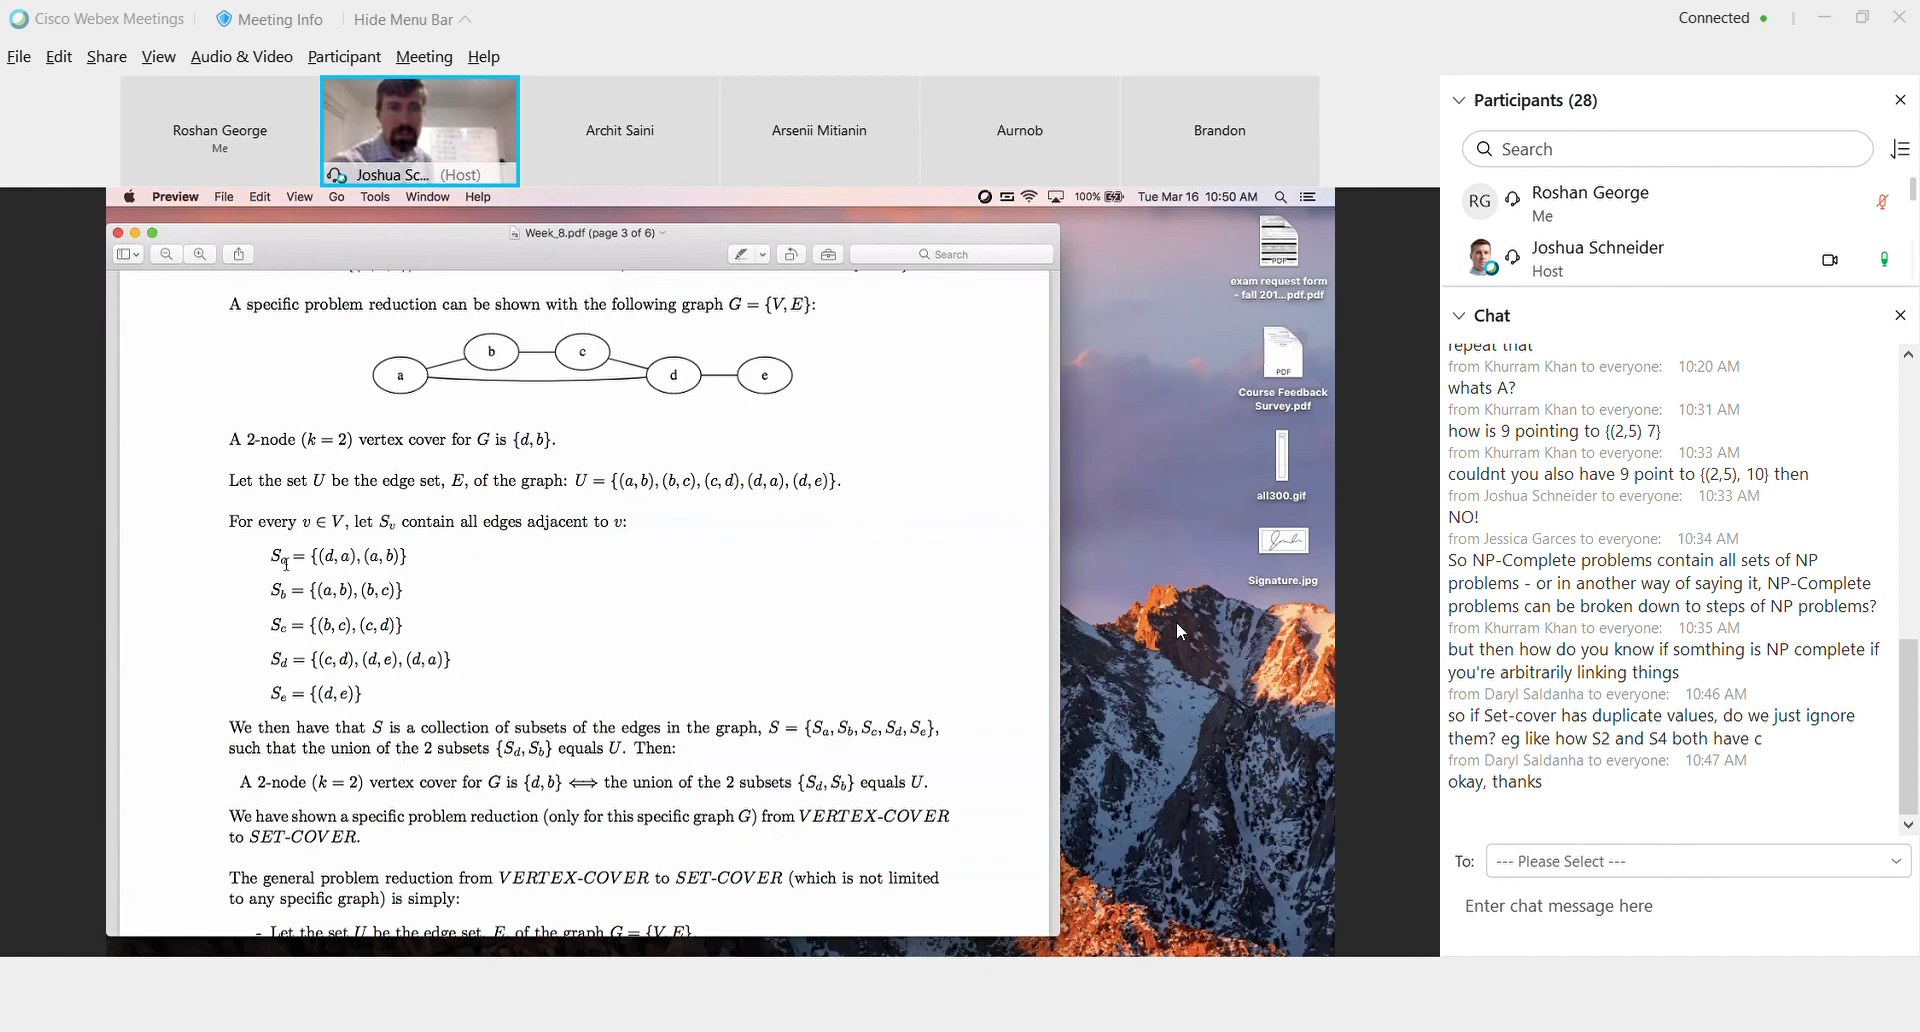 Cisco Webex Meetings
Meeting Info
Hide Menu Bar
Connected
File Edit Share View Audio & Video Participant Meeting Help
Roshan George
Me
Joshua Sc... (Host)
Archit Saini
Arsenii Mitianin
Aurnob
Brandon
Preview File Edit View Go Tools Window Help
100% Tue Mar 16 10:50 AM
Week_8.pdf (page 3 of 6)
Search
A specific problem reduction can be shown with the following graph G = {V, E}:
b c
a d e
A 2-node (k = 2) vertex cover for G is {d, b}.
Let the set U be the edge set, E, of the graph: U = {(a, b), (b, c), (c, d), (d, a), (d, e)}.
For every v ∈ V, let Sᵥ contain all edges adjacent to v:
Sₐ = {(d, a), (a, b)}
S_b = {(a, b), (b, c)}
S_c = {(b, c), (c, d)}
S_d = {(c, d), (d, e), (d, a)}
S_e = {(d, e)}
We then have that S is a collection of subsets of the edges in the graph, S = {Sₐ, S_b, S_c, S_d, S_e},
such that the union of the 2 subsets {S_d, S_b} equals U. Then:
A 2-node (k = 2) vertex cover for G is {d, b} ⟺ the union of the 2 subsets {S_d, S_b} equals U.
We have shown a specific problem reduction (only for this specific graph G) from VERTEX-COVER
to SET-COVER.
The general problem reduction from VERTEX-COVER to SET-COVER (which is not limited
to any specific graph) is simply:
- Let the set U be the edge set, E, of the graph G = {V, E}.
PDF
exam request form
- fall 201...pdf.pdf
PDF
Course Feedback
Survey.pdf
all300.gif
Signature.jpg
Participants (28)
Search
RG
Roshan George
Me
Joshua Schneider
Host
Chat
repeat that
from Khurram Khan to everyone: 10:20 AM
whats A?
from Khurram Khan to everyone: 10:31 AM
how is 9 pointing to {(2,5) 7}
from Khurram Khan to everyone: 10:33 AM
couldnt you also have 9 point to {(2,5), 10} then
from Joshua Schneider to everyone: 10:33 AM
NO!
from Jessica Garces to everyone: 10:34 AM
So NP-Complete problems contain all sets of NP
problems - or in another way of saying it, NP-Complete
problems can be broken down to steps of NP problems?
from Khurram Khan to everyone: 10:35 AM
but then how do you know if somthing is NP complete if
you're arbitrarily linking things
from Daryl Saldanha to everyone: 10:46 AM
so if Set-cover has duplicate values, do we just ignore
them? eg like how S2 and S4 both have c
from Daryl Saldanha to everyone: 10:47 AM
okay, thanks
To: --- Please Select ---
Enter chat message here